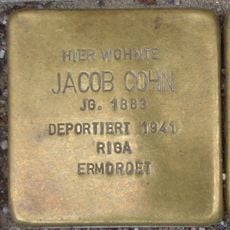 HIER WOHNTE
JACOB COHN
JG. 1883
DEPORTIERT 1941
RIGA
ERMORDET